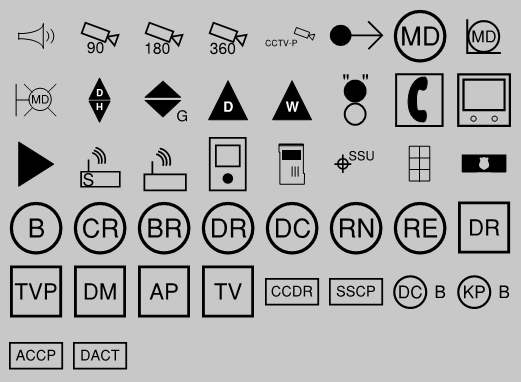 90 180 360 CCTV-P MD MD
MD D H G D W " "
S SSU
B CR BR DR DC RN RE DR
TVP DM AP TV CCDR SSCP DC B KP B
ACCP DACT